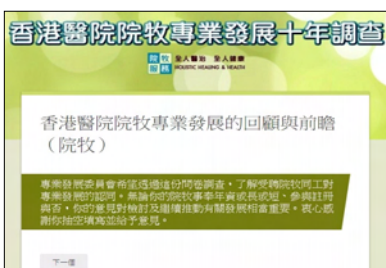 香港醫院院牧專業發展十年調查
院牧服務 全人醫治 全人健康
HOLISTIC HEALING & HEALTH
香港醫院院牧專業發展的回顧與前瞻
（院牧）
專業發展委員會希望透過這份問卷調查，了解受聘院牧同工對
專業發展的認同。無論你的院牧事奉年資或長或短、參與註冊
與否，你的意見對檢討及繼續推動有關發展相當重要。衷心感
謝你抽空填寫並給予意見。
下一個